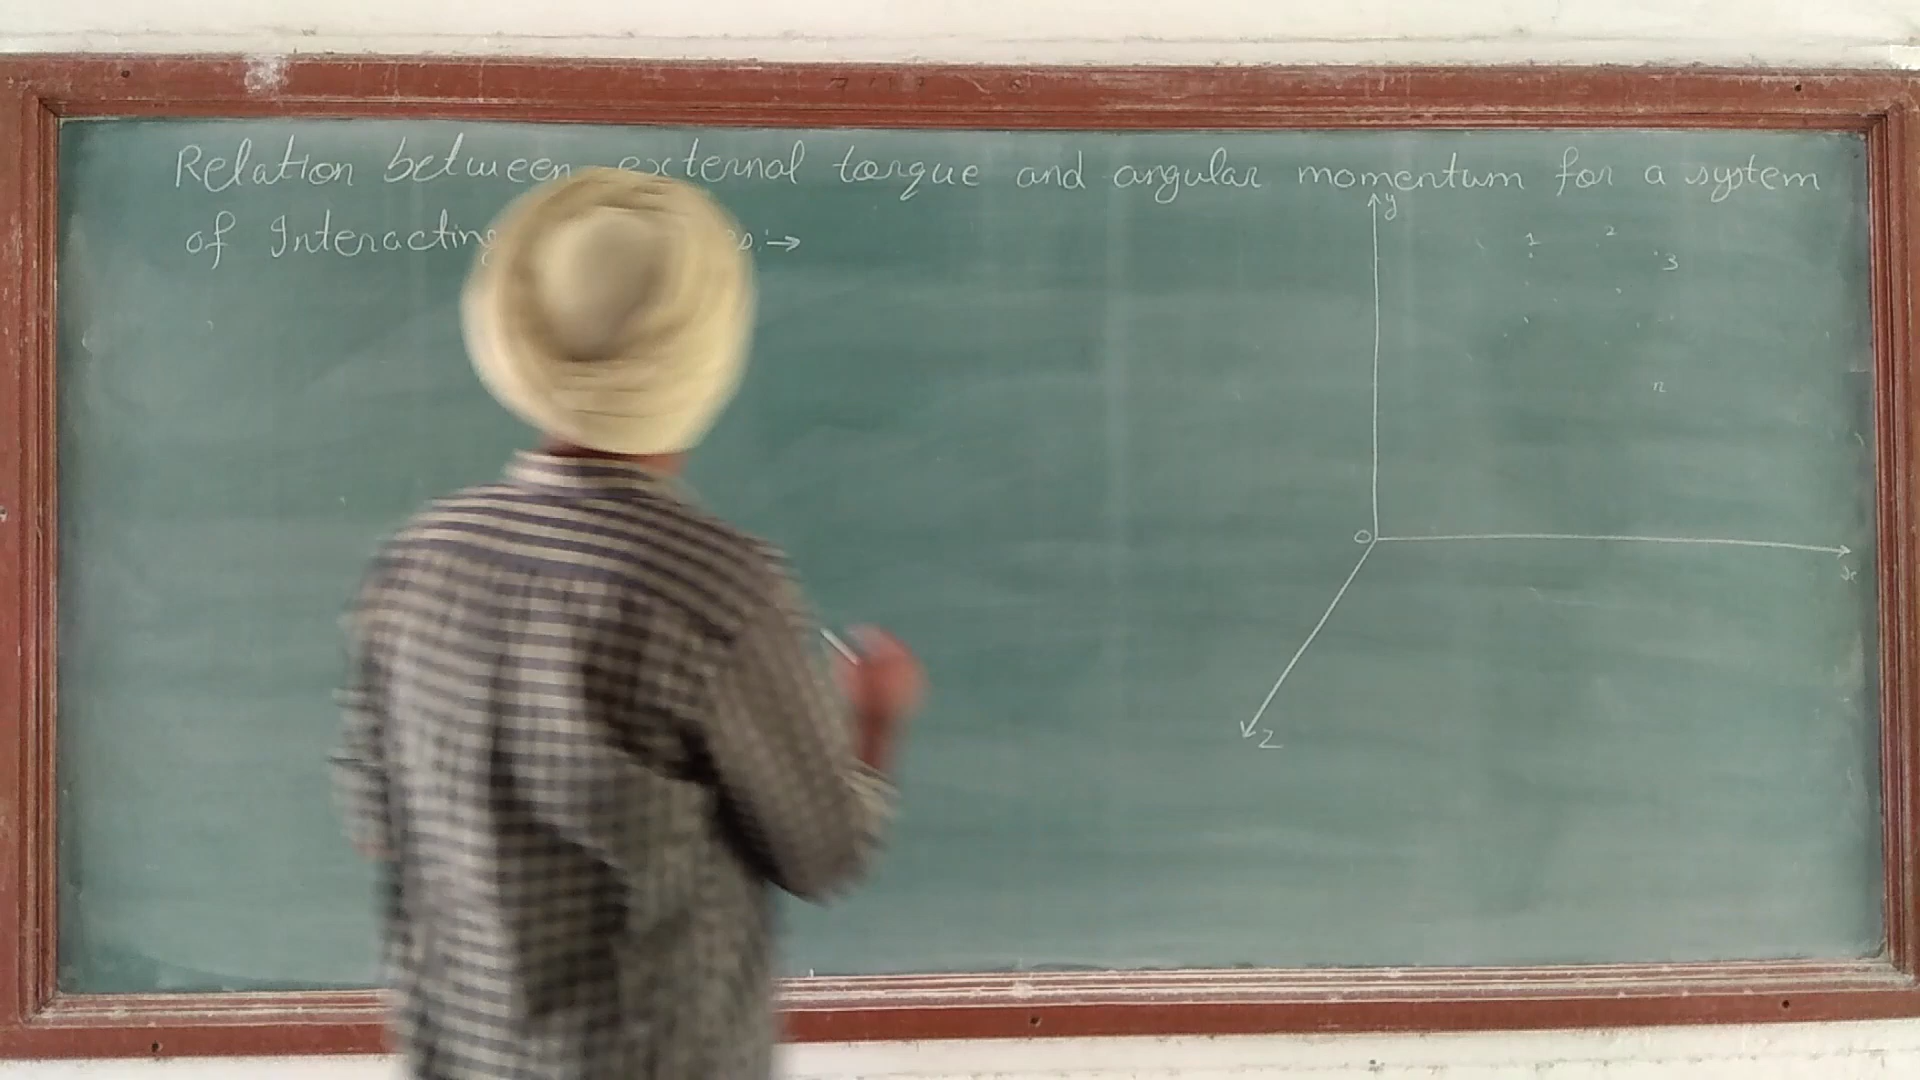 Relation between external torque and angular momentum for a system
of Interacting :→
y
1 2
3
n
O
x
Z